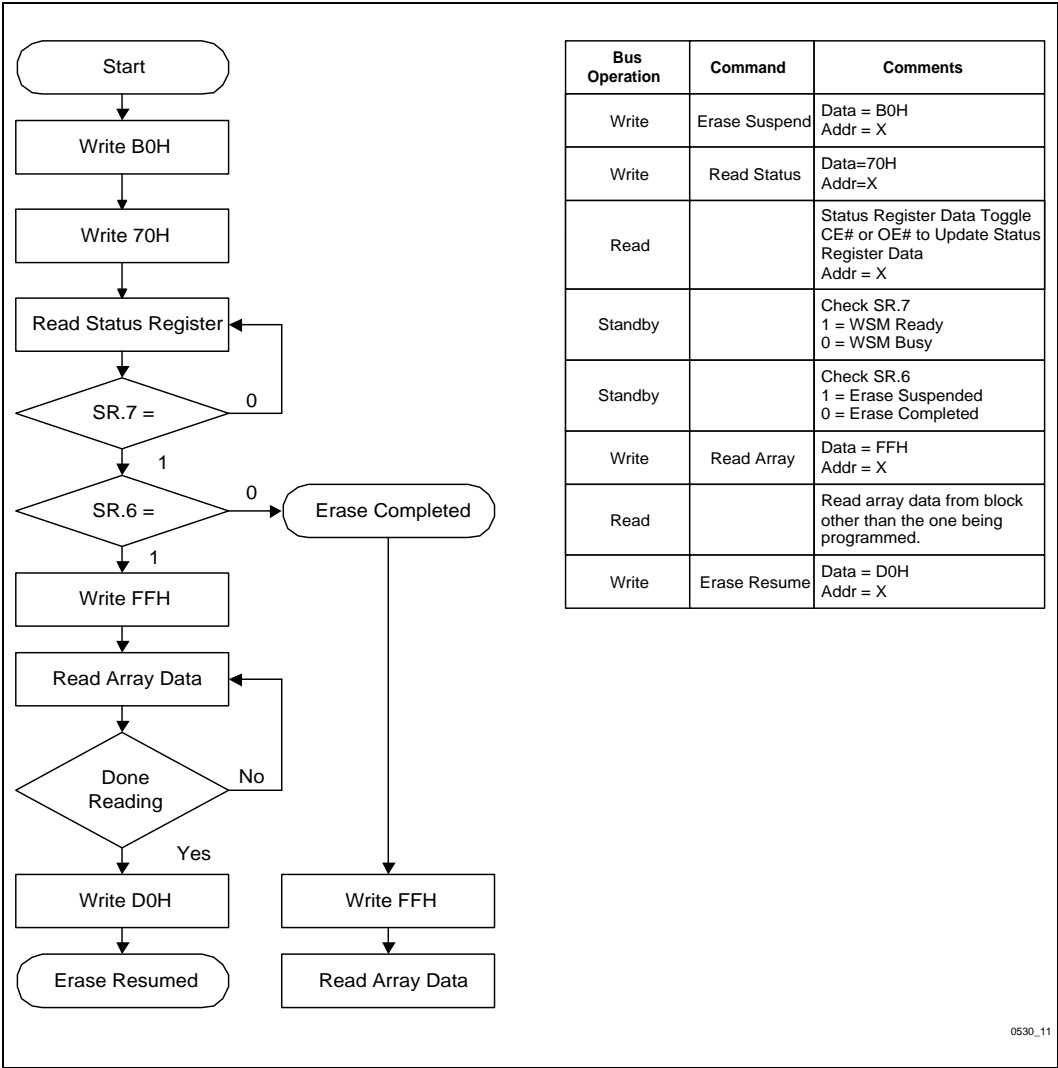 Start
Write B0H
Write 70H
Read Status Register
SR.7 =
0
1
SR.6 =
0
Erase Completed
1
Write FFH
Read Array Data
Done
Reading
No
Yes
Write D0H
Write FFH
Erase Resumed
Read Array Data
Bus
Operation
Command
Comments
Write
Erase Suspend
Data = B0H
Addr = X
Write
Read Status
Data=70H
Addr=X
Read
Status Register Data Toggle
CE# or OE# to Update Status
Register Data
Addr = X
Standby
Check SR.7
1 = WSM Ready
0 = WSM Busy
Standby
Check SR.6
1 = Erase Suspended
0 = Erase Completed
Write
Read Array
Data = FFH
Addr = X
Read
Read array data from block
other than the one being
programmed.
Write
Erase Resume
Data = D0H
Addr = X
0530_11